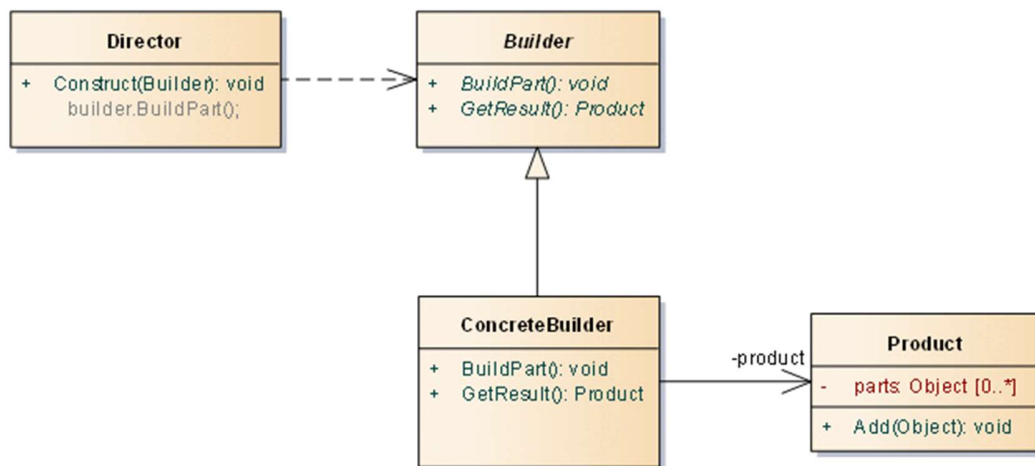 Director
+ Construct(Builder): void
builder.BuildPart();
Builder
+ BuildPart(): void
+ GetResult(): Product
ConcreteBuilder
+ BuildPart(): void
+ GetResult(): Product
-product
Product
- parts: Object [0..*]
+ Add(Object): void